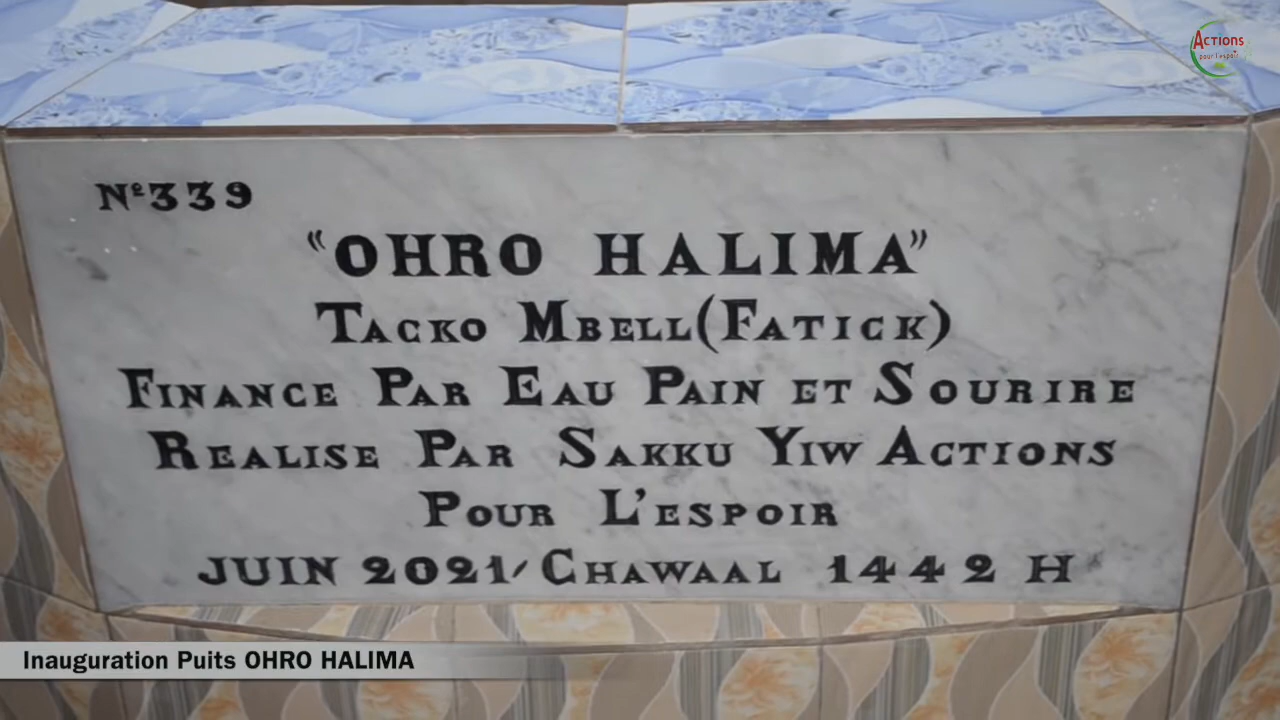 Actions
pour l'espoir
Nº339
"OHRO HALIMA"
TACKO MBELL(FATICK)
FINANCE PAR EAU PAIN ET SOURIRE
REALISE PAR SAKKU YIW ACTIONS
POUR L'ESPOIR
JUIN 2021/CHAWAAL 1442 H
Inauguration Puits OHRO HALIMA